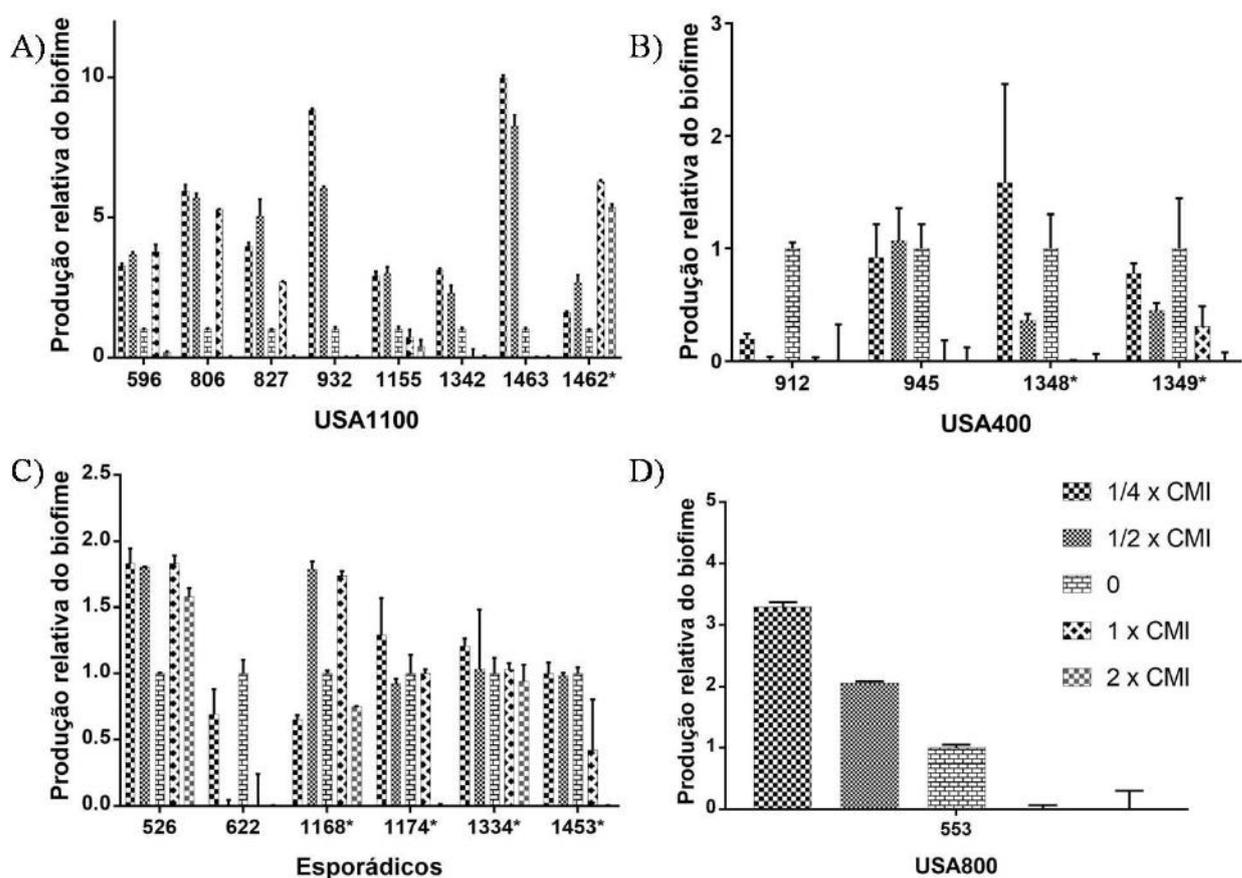 A)
Produção relativa do biofime
10
5
0
596 806 827 932 1155 1342 1463 1462*
USA1100
B)
Produção relativa do biofime
3
2
1
0
912 945 1348* 1349*
USA400
C)
Produção relativa do biofime
2.5
2.0
1.5
1.0
0.5
0.0
526 622 1168* 1174* 1334* 1453*
Esporádicos
D)
Produção relativa do biofime
5
4
3
2
1
0
553
USA800
1/4 x CMI
1/2 x CMI
0
1 x CMI
2 x CMI